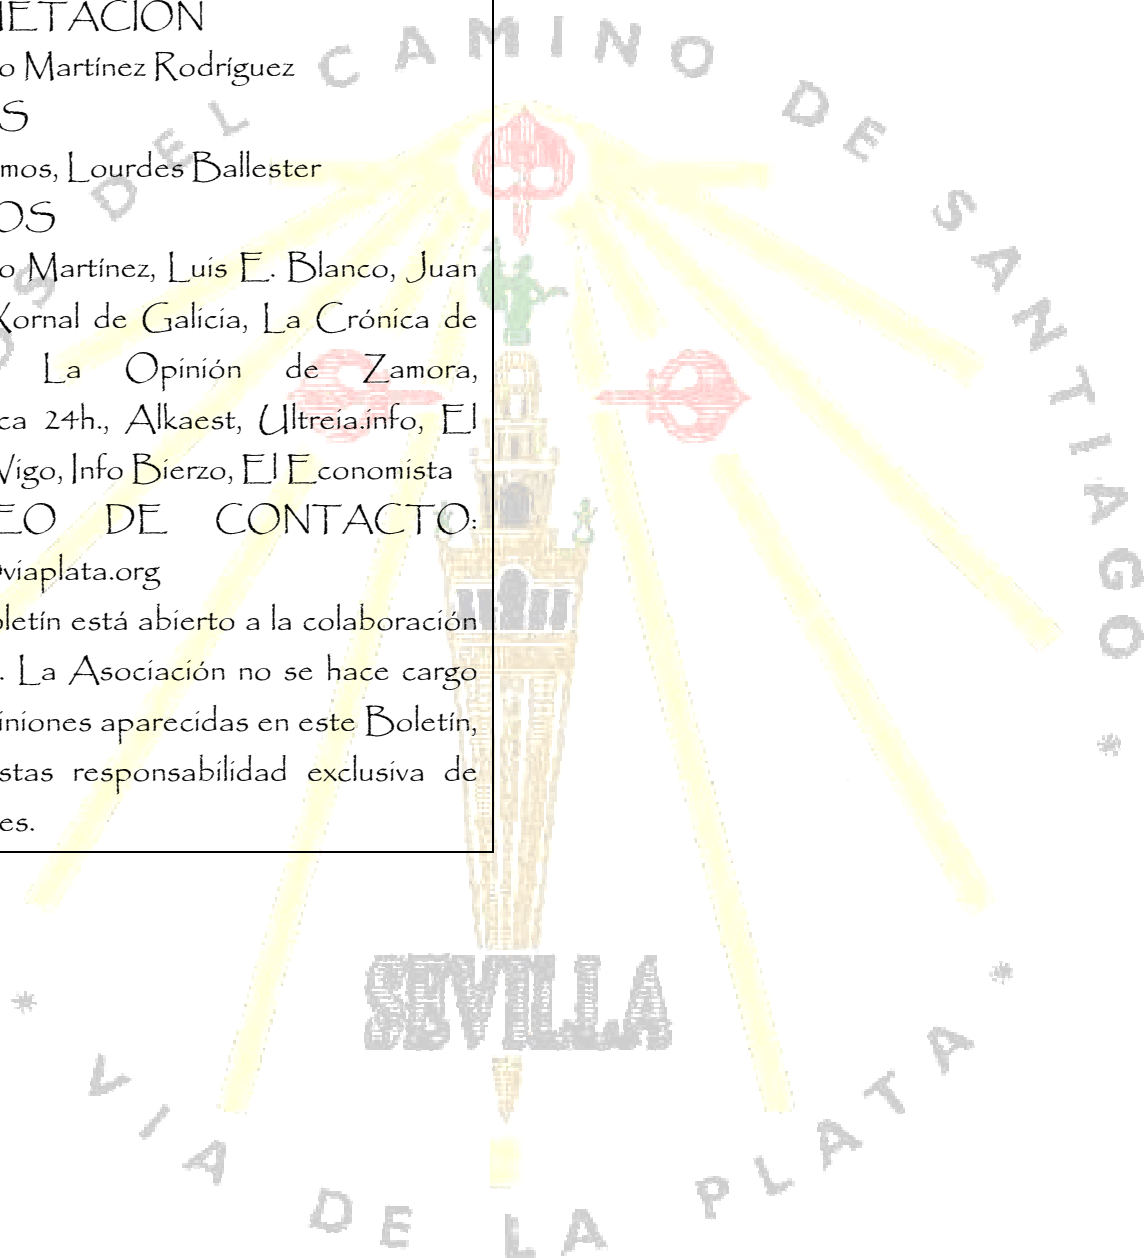 IETACIÓN
o Martínez Rodríguez
S
mos, Lourdes Ballester
OS
o Martínez, Luis E. Blanco, Juan
Xornal de Galicia, La Crónica de
La Opinión de Zamora,
ca 24h., Alkaest, Ultreia.info, El
Vigo, Info Bierzo, El Economista
EO DE CONTACTO:
@viaplata.org
oletín está abierto a la colaboración
. La Asociación no se hace cargo
iniones aparecidas en este Boletín,
stas responsabilidad exclusiva de
es.
OS DEL CAMINO DE SANTIAGO
SEVILLA
* VIA DE LA PLATA *
*